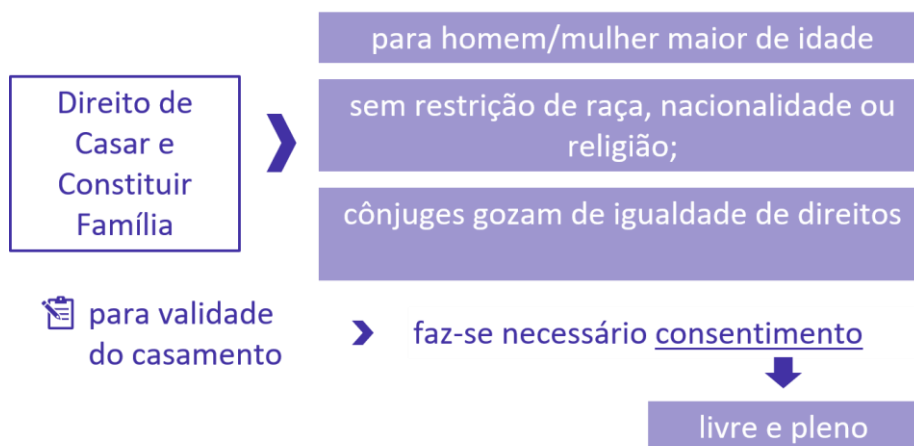 Direito de
Casar e
Constituir
Família
para homem/mulher maior de idade
sem restrição de raça, nacionalidade ou
religião;
cônjuges gozam de igualdade de direitos
para validade
do casamento
faz-se necessário consentimento
livre e pleno